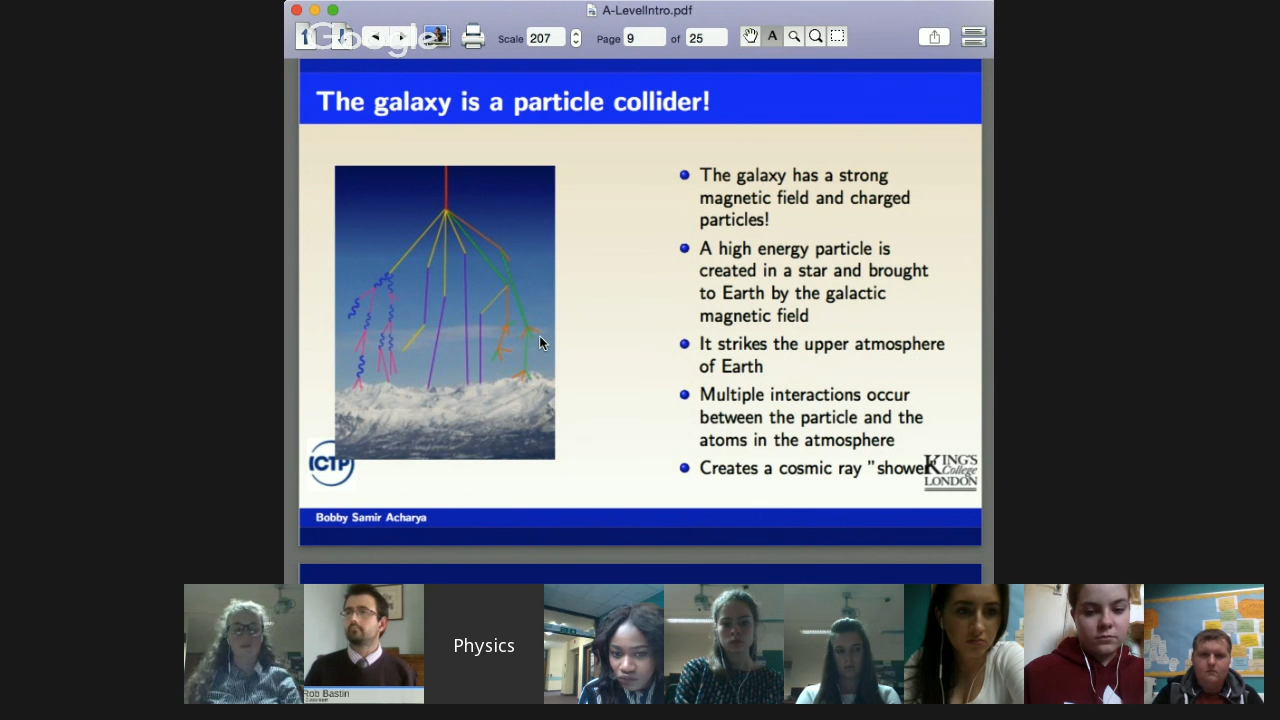 A-LevelIntro.pdf
Google
Scale 207 Page 9 of 25
A
The galaxy is a particle collider!
The galaxy has a strong
magnetic field and charged
particles!
A high energy particle is
created in a star and brought
to Earth by the galactic
magnetic field
It strikes the upper atmosphere
of Earth
Multiple interactions occur
between the particle and the
atoms in the atmosphere
Creates a cosmic ray "shower
ICTP
KING'S
College
LONDON
Bobby Samir Acharya
Physics
Rob Bastin